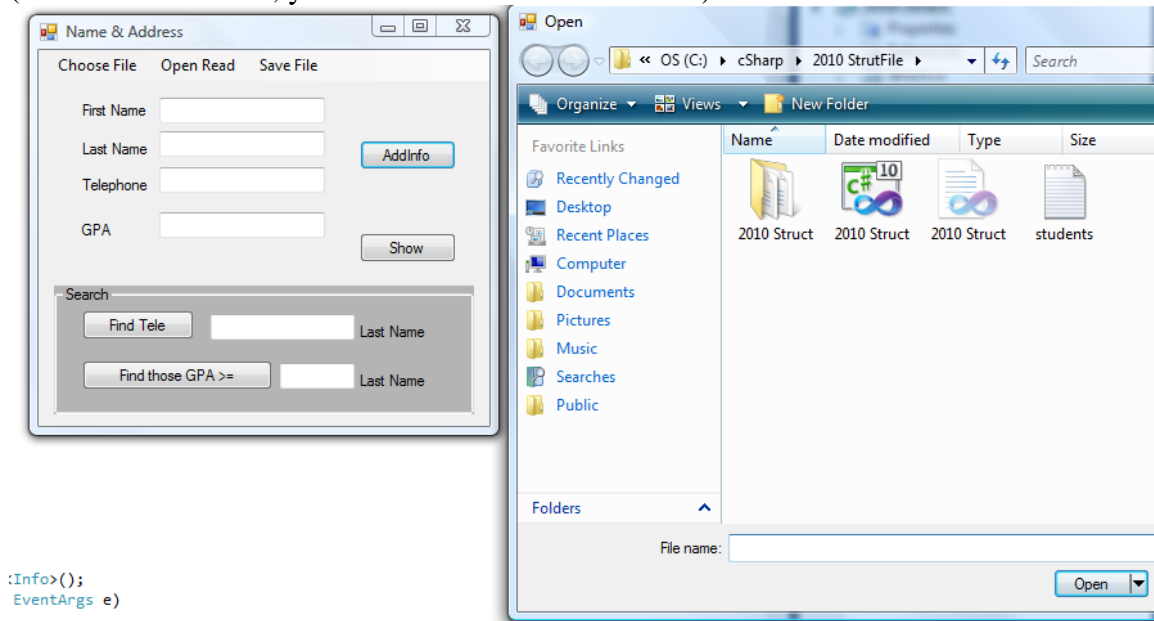 Name & Address
Choose File Open Read Save File
First Name
Last Name
AddInfo
Telephone
GPA
Show
Search
Find Tele
Last Name
Find those GPA >=
Last Name
Open
« OS (C:) ▸ cSharp ▸ 2010 StrutFile ▸
Search
Organize Views New Folder
Favorite Links
Recently Changed
Desktop
Recent Places
Computer
Documents
Pictures
Music
Searches
Public
Folders
Name Date modified Type Size
10
C#
2010 Struct 2010 Struct 2010 Struct students
File name:
Open
<Info>();
EventArgs e)